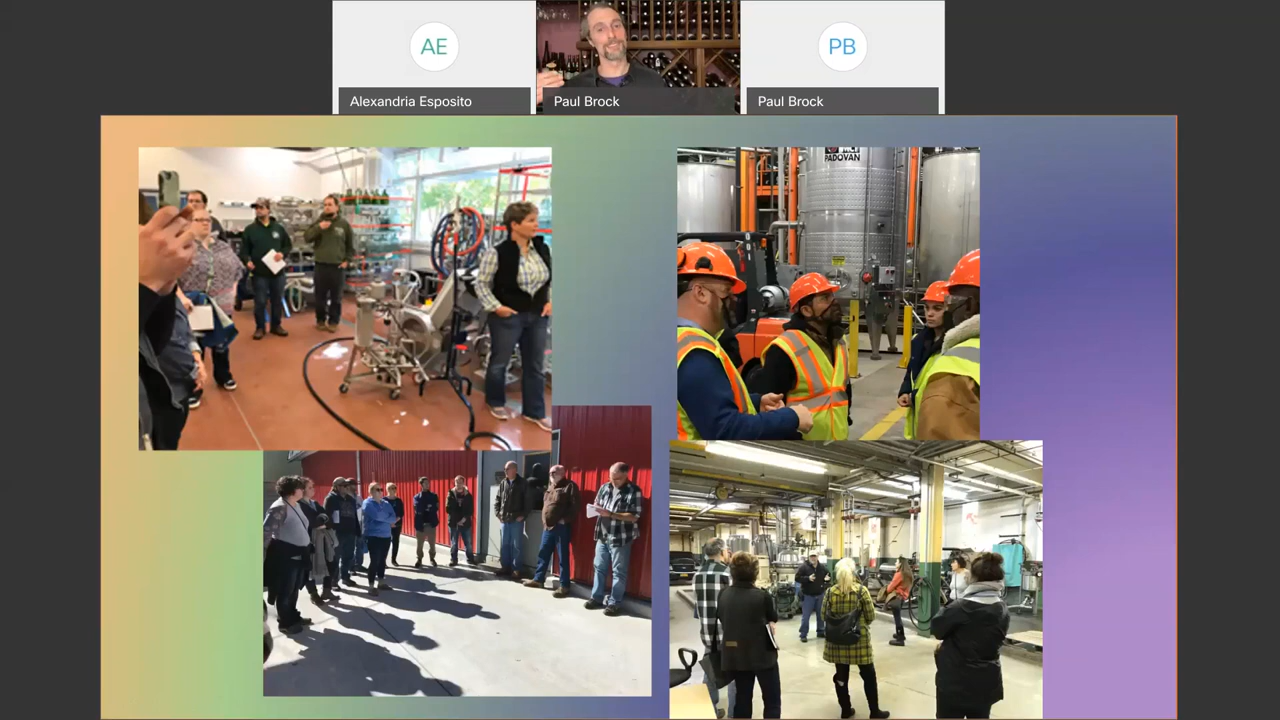 AE
PB
Alexandria Esposito
Paul Brock
Paul Brock
PADOVAN